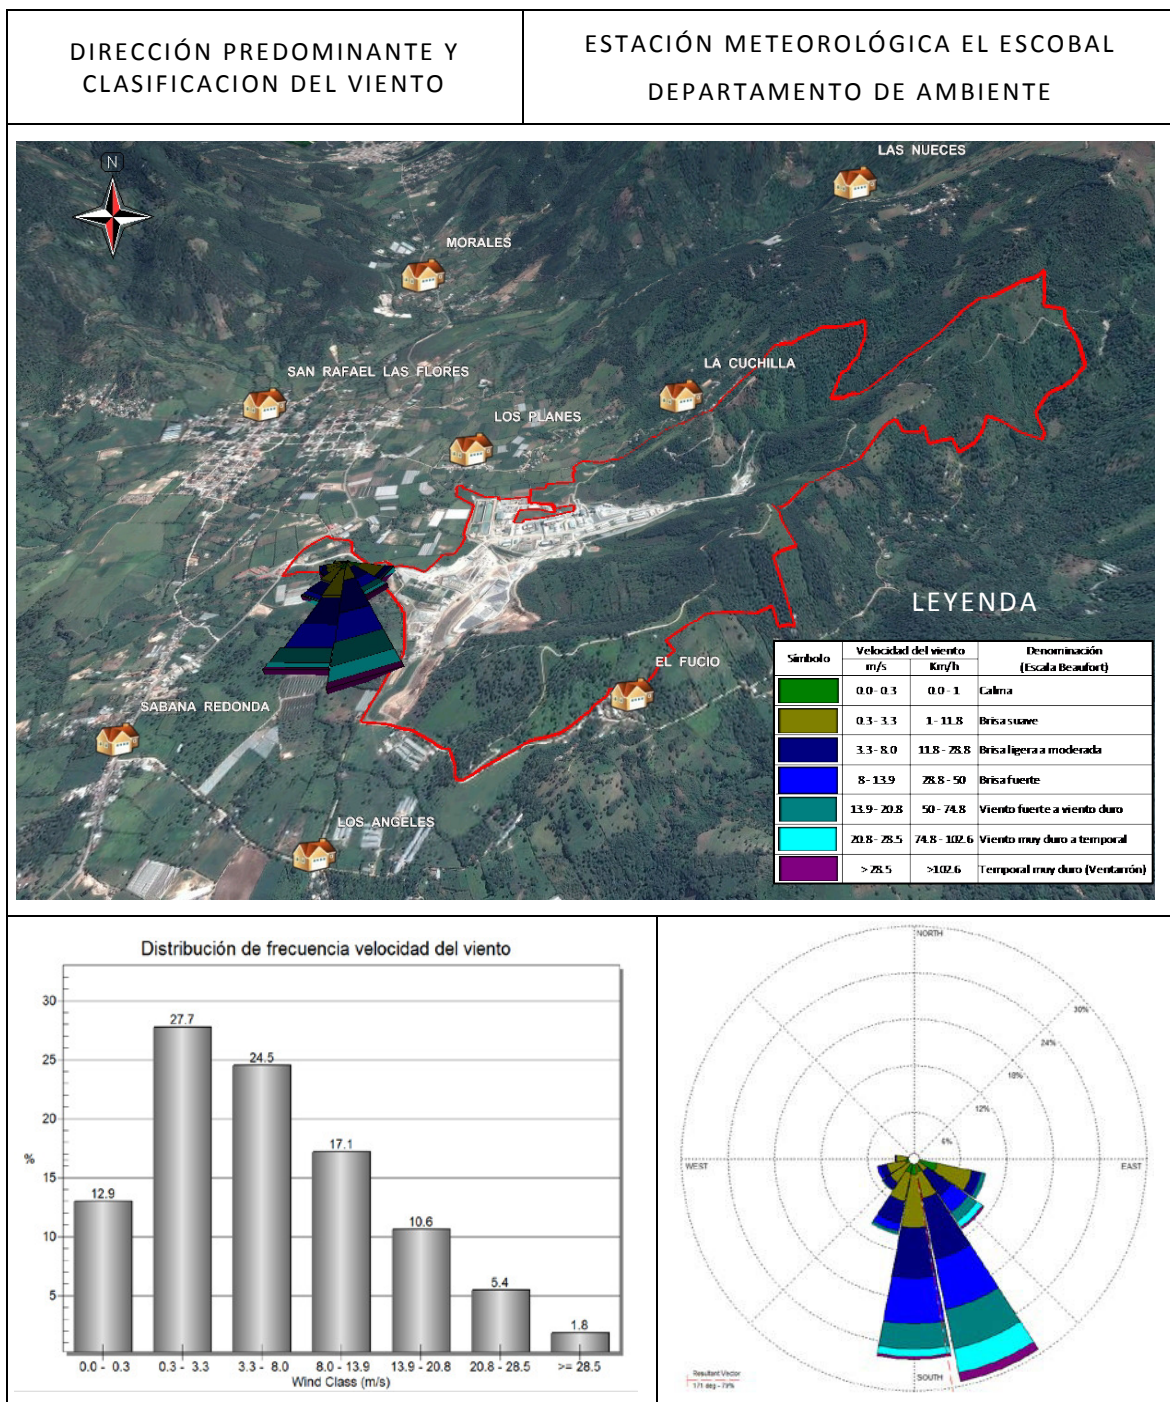 DIRECCIÓN PREDOMINANTE Y
CLASIFICACION DEL VIENTO
ESTACIÓN METEOROLÓGICA EL ESCOBAL
DEPARTAMENTO DE AMBIENTE
N
LAS NUECES
MORALES
SAN RAFAEL LAS FLORES
LA CUCHILLA
LOS PLANES
EL FUCIO
SABANA REDONDA
LOS ANGELES
LEYENDA
Símbolo Velocidad del viento Denominación
m/s Km/h (Escala Beaufort)
0.0 - 0.3 0.0 - 1 Calma
0.3 - 3.3 1 - 11.8 Brisa suave
3.3 - 8.0 11.8 - 28.8 Brisa ligera a moderada
8 - 13.9 28.8 - 50 Brisa fuerte
13.9 - 20.8 50 - 74.8 Viento fuerte a viento duro
20.8 - 28.5 74.8 - 102.6 Viento muy duro a temporal
> 28.5 >102.6 Temporal muy duro (Ventarrón)
Distribución de frecuencia velocidad del viento
%
30
25
20
15
10
5
12.9
27.7
24.5
17.1
10.6
5.4
1.8
0.0 - 0.3 0.3 - 3.3 3.3 - 8.0 8.0 - 13.9 13.9 - 20.8 20.8 - 28.5 >= 28.5
Wind Class (m/s)
NORTH
30%
24%
18%
12%
6%
WEST
EAST
SOUTH
Resultant Vector
171 deg - 79%